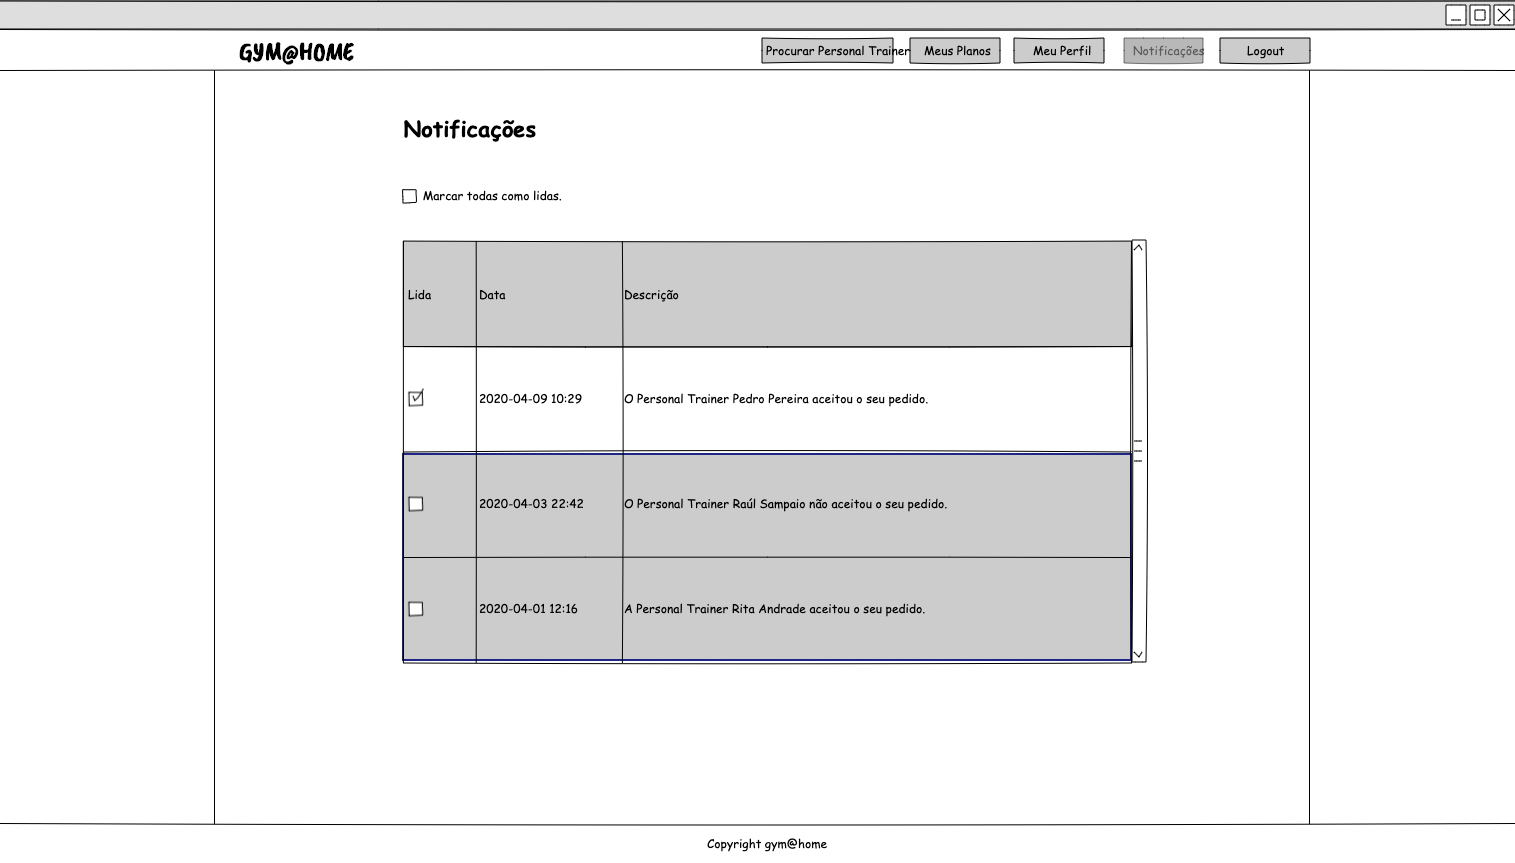 GYM@HOME
Procurar Personal Trainer
Meus Planos
Meu Perfil
Notificações
Logout
Notificações
Marcar todas como lidas.
Lida Data Descrição
2020-04-09 10:29 O Personal Trainer Pedro Pereira aceitou o seu pedido.
2020-04-03 22:42 O Personal Trainer Raúl Sampaio não aceitou o seu pedido.
2020-04-01 12:16 A Personal Trainer Rita Andrade aceitou o seu pedido.
Copyright gym@home